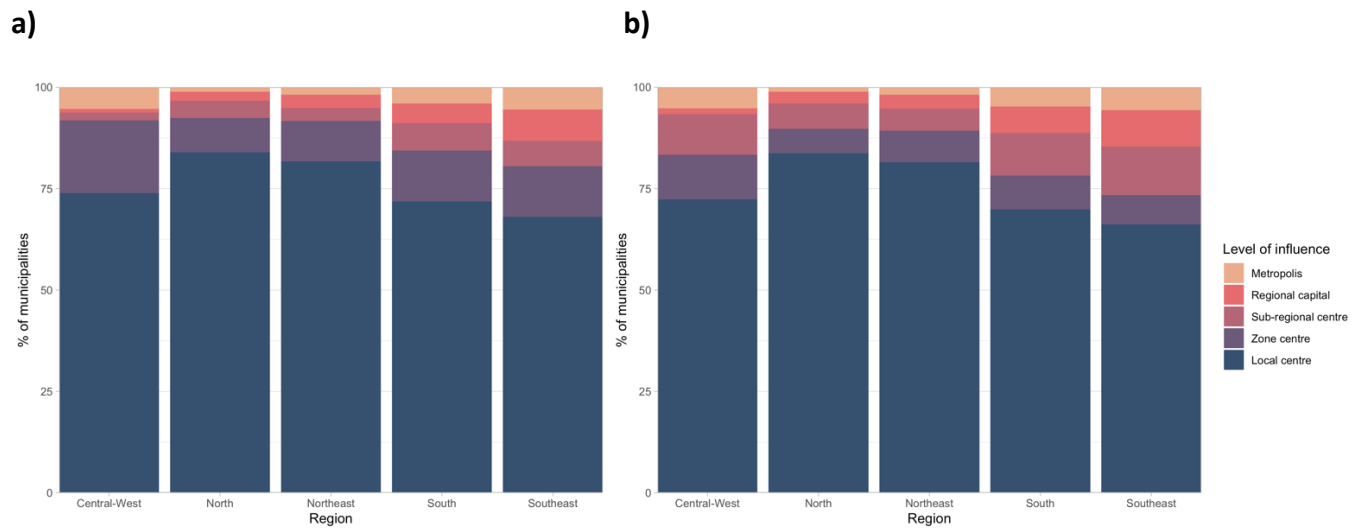 a)
100
75
50
25
0
% of municipalities
Central-West North Northeast South Southeast
Region
b)
100
75
50
25
0
% of municipalities
Central-West North Northeast South Southeast
Region
Level of influence
Metropolis
Regional capital
Sub-regional centre
Zone centre
Local centre